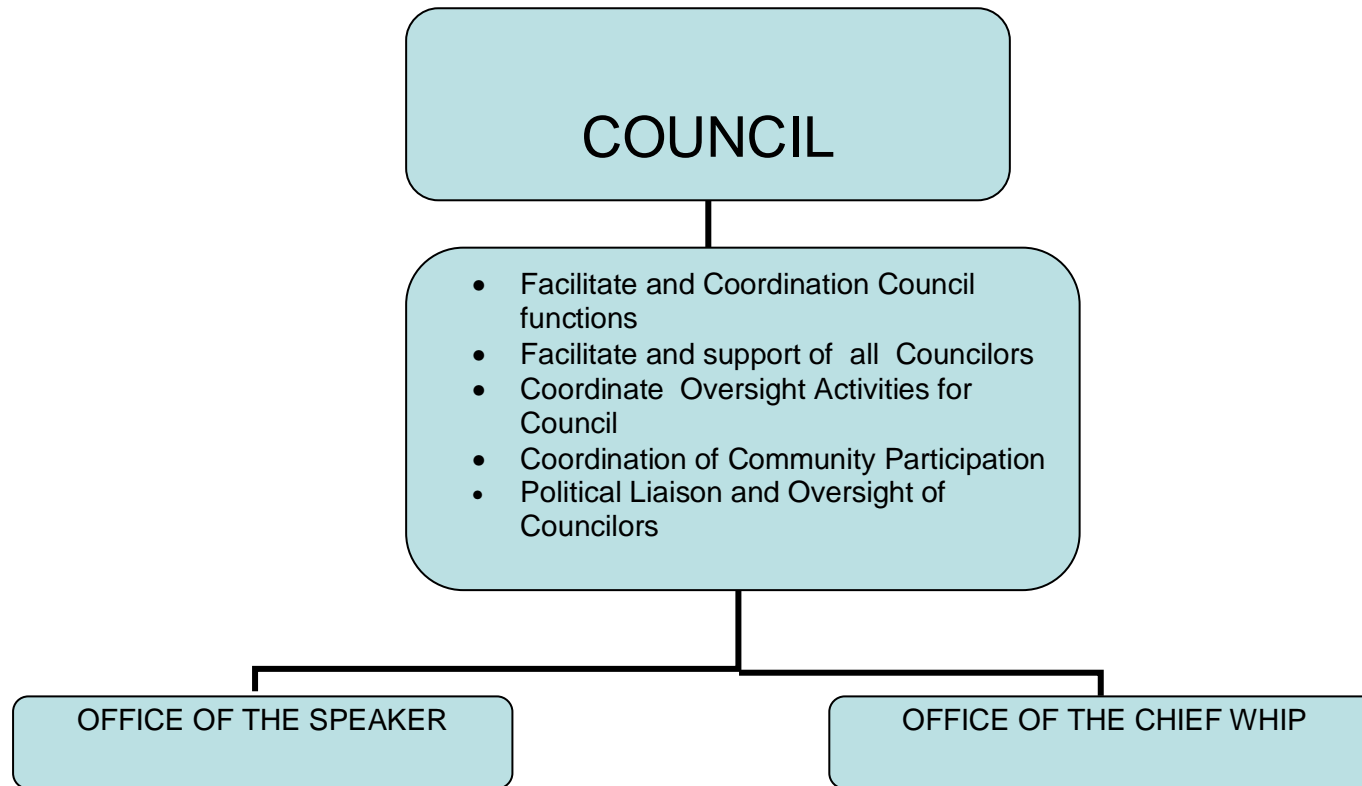 COUNCIL
• Facilitate and Coordination Council
functions
• Facilitate and support of  all  Councilors
• Coordinate  Oversight Activities for
Council
• Coordination of Community Participation
• Political Liaison and Oversight of
Councilors
OFFICE OF THE SPEAKER
OFFICE OF THE CHIEF WHIP